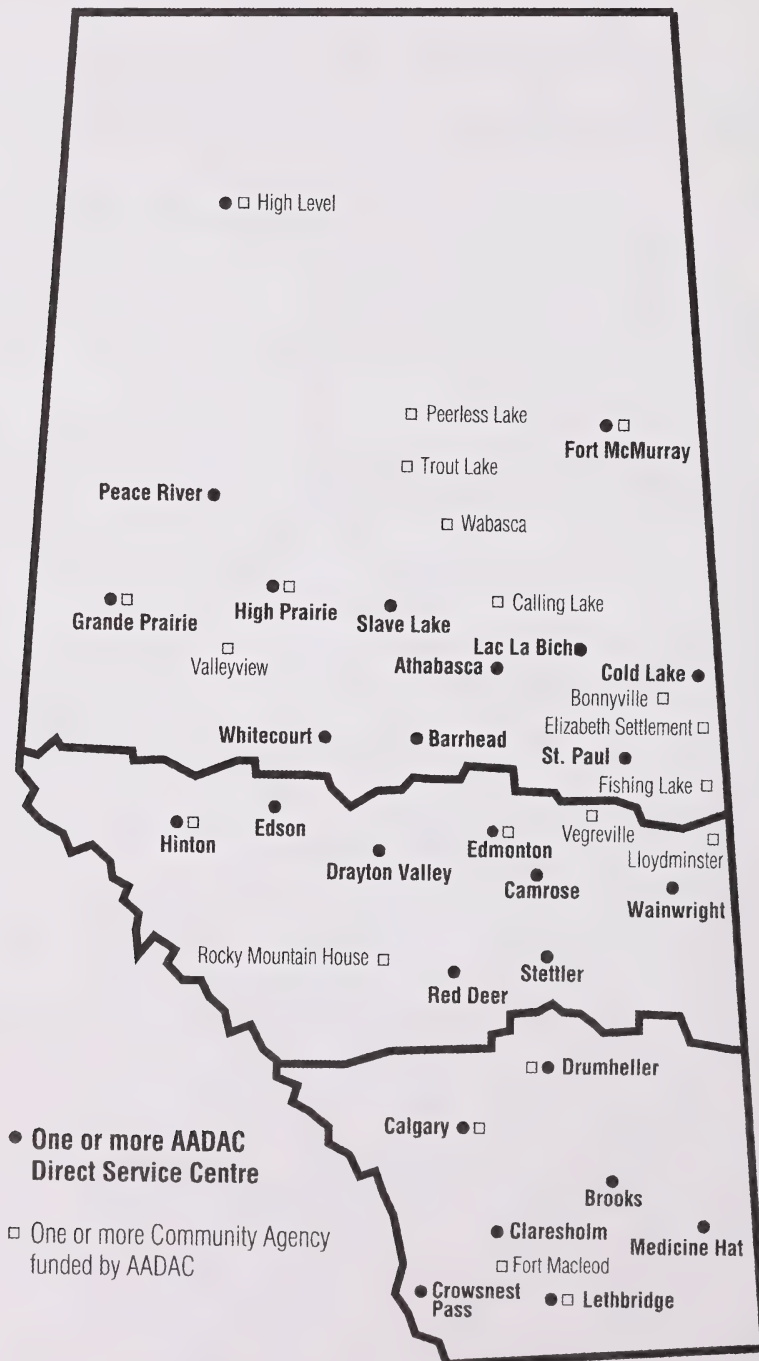 ● □ High Level
□ Peerless Lake
● □
Fort McMurray
□ Trout Lake
Peace River ●
□ Wabasca
● □
Grande Prairie
● □
High Prairie
●
Slave Lake
□ Calling Lake
□
Valleyview
Lac La Bich●
Athabasca ●
Cold Lake ●
Bonnyville □
Elizabeth Settlement □
Whitecourt ●
● Barrhead
St. Paul ●
Fishing Lake □
● □
Hinton
●
Edson
●
Drayton Valley
● □
Edmonton
□
Vegreville
□
Lloydminster
●
Camrose
●
Wainwright
Rocky Mountain House □
●
Red Deer
●
Stettler
□ ● Drumheller
Calgary ● □
●
Brooks
● Claresholm
●
Medicine Hat
□ Fort Macleod
● Crowsnest
Pass
● □ Lethbridge
● One or more AADAC
Direct Service Centre
□ One or more Community Agency
funded by AADAC